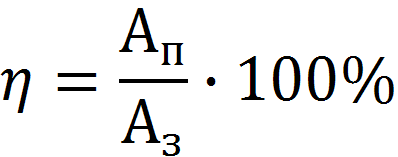 η = Aп / Aз · 100%